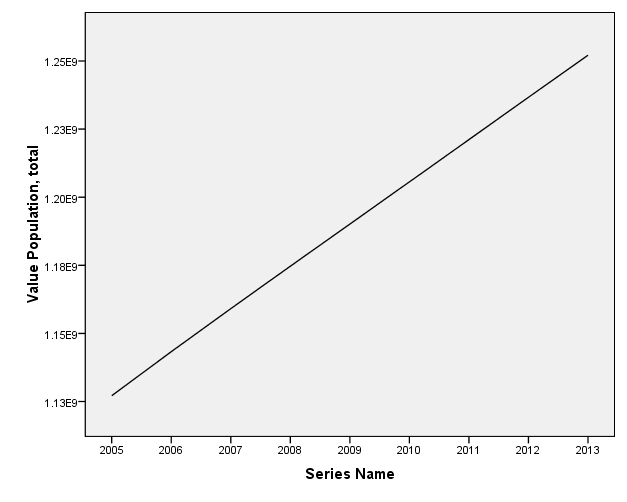 Value Population, total
1.25E9
1.23E9
1.20E9
1.18E9
1.15E9
1.13E9
2005 2006 2007 2008 2009 2010 2011 2012 2013
Series Name